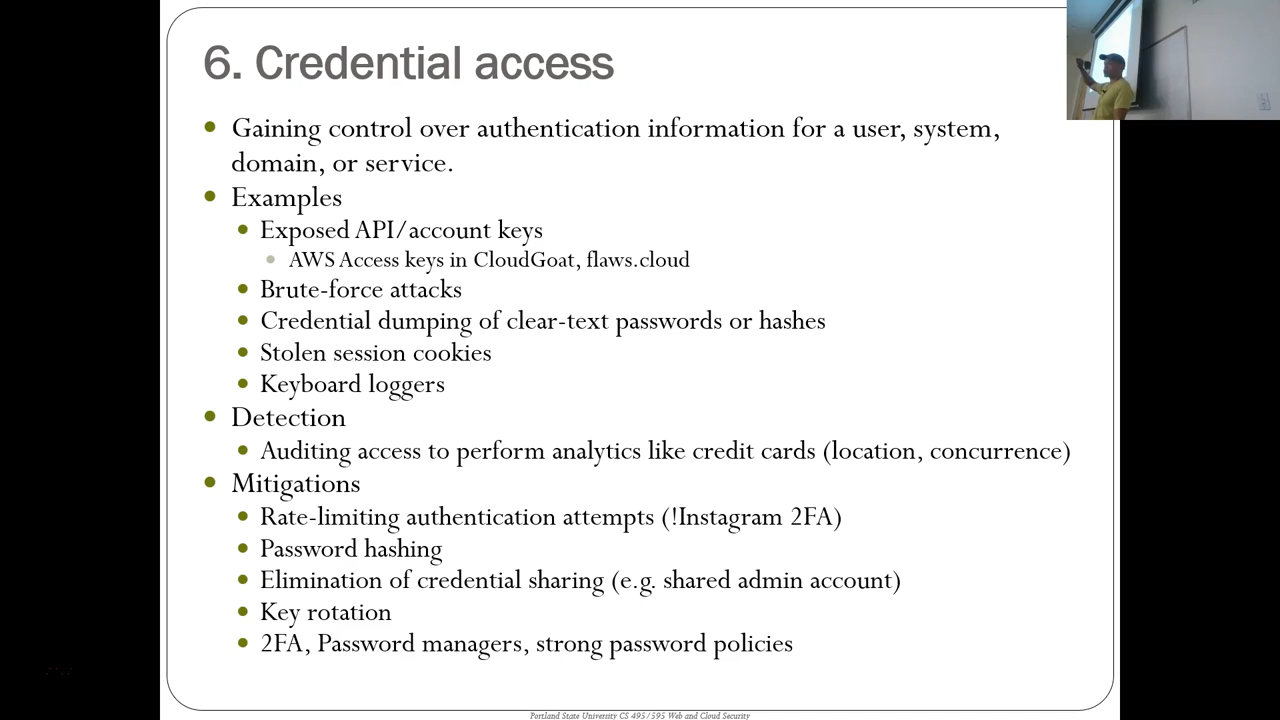 6. Credential access
Gaining control over authentication information for a user, system,
domain, or service.
Examples
Exposed API/account keys
AWS Access keys in CloudGoat, flaws.cloud
Brute-force attacks
Credential dumping of clear-text passwords or hashes
Stolen session cookies
Keyboard loggers
Detection
Auditing access to perform analytics like credit cards (location, concurrence)
Mitigations
Rate-limiting authentication attempts (!Instagram 2FA)
Password hashing
Elimination of credential sharing (e.g. shared admin account)
Key rotation
2FA, Password managers, strong password policies
Portland State University CS 495/595 Web and Cloud Security